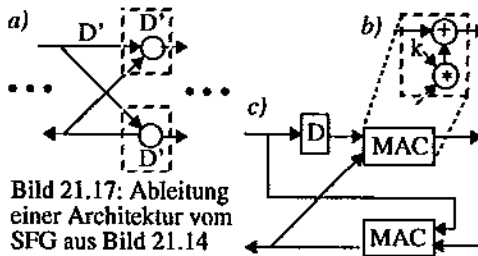 a)
D'
D'
D'
b)
k
+
*
c)
D
MAC
MAC
Bild 21.17: Ableitung
einer Architektur vom
SFG aus Bild 21.14